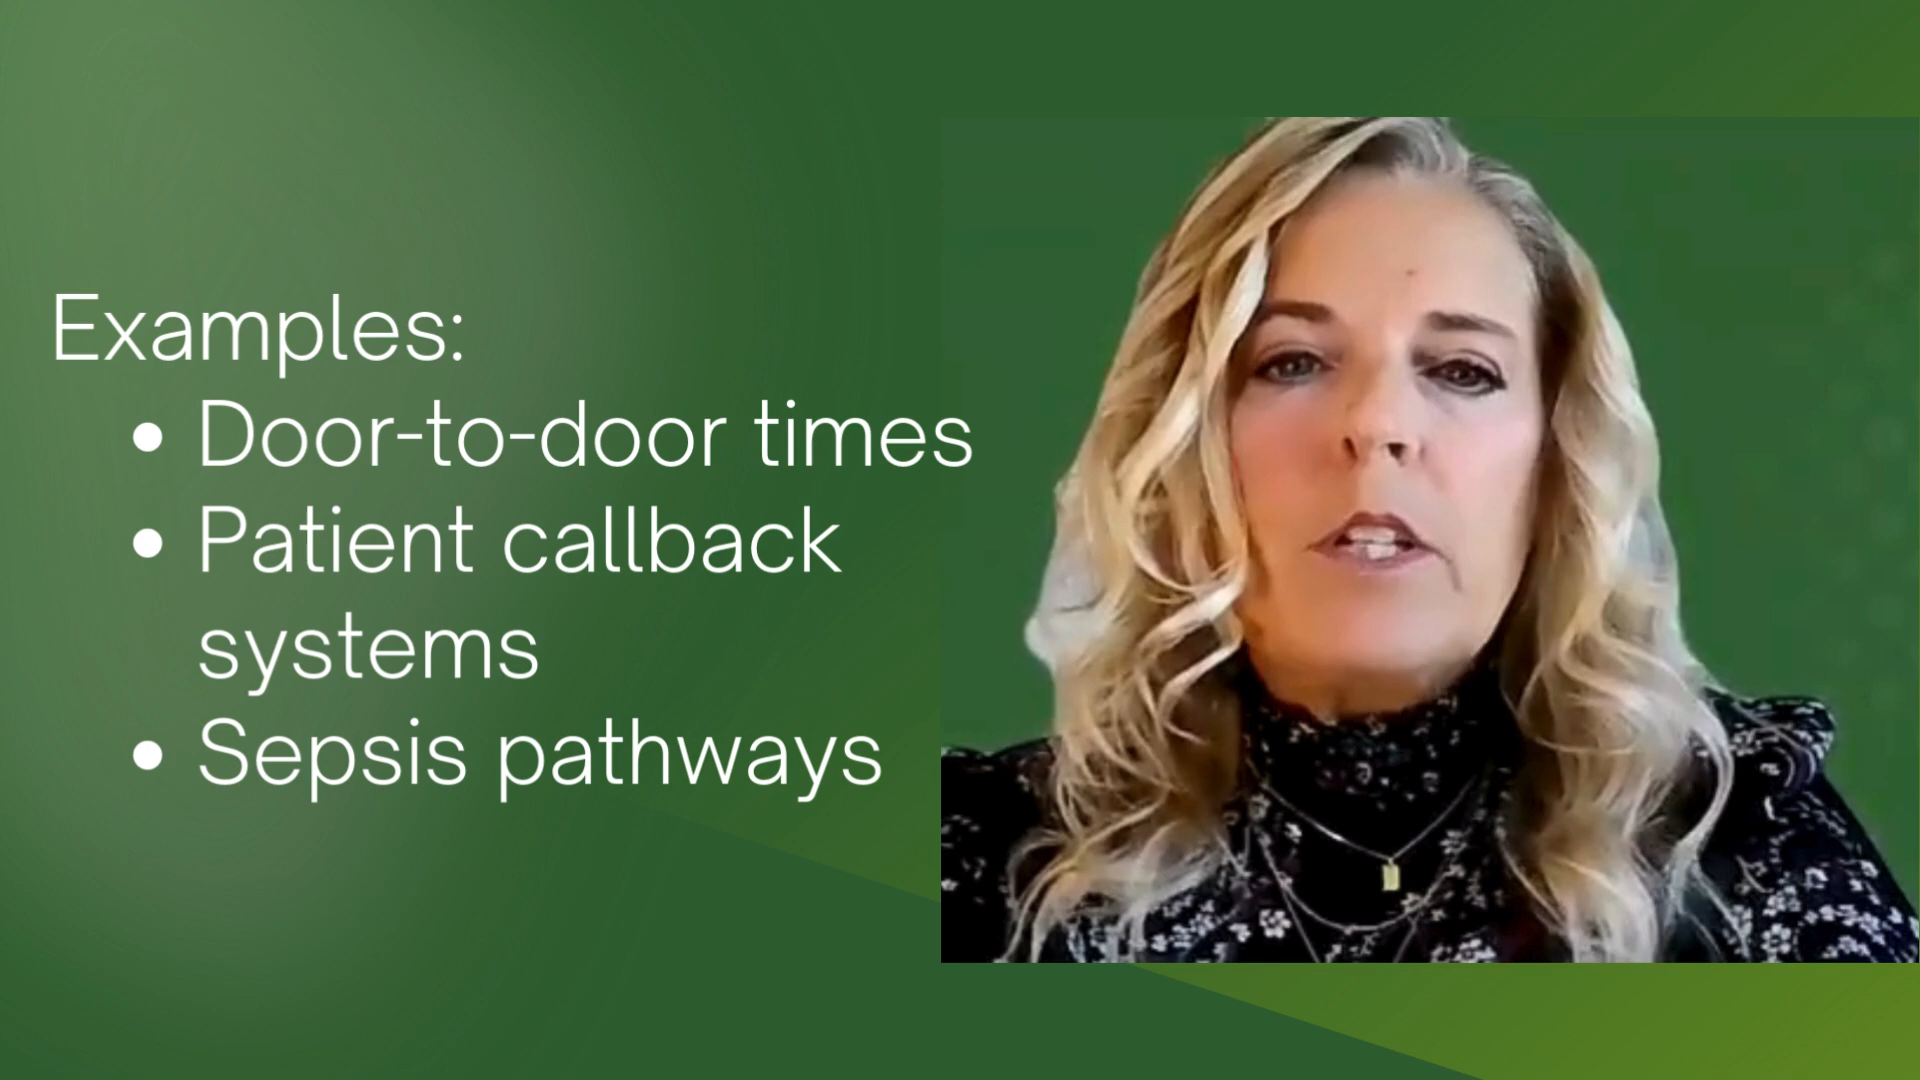 Examples:
• Door-to-door times
• Patient callback
systems
• Sepsis pathways